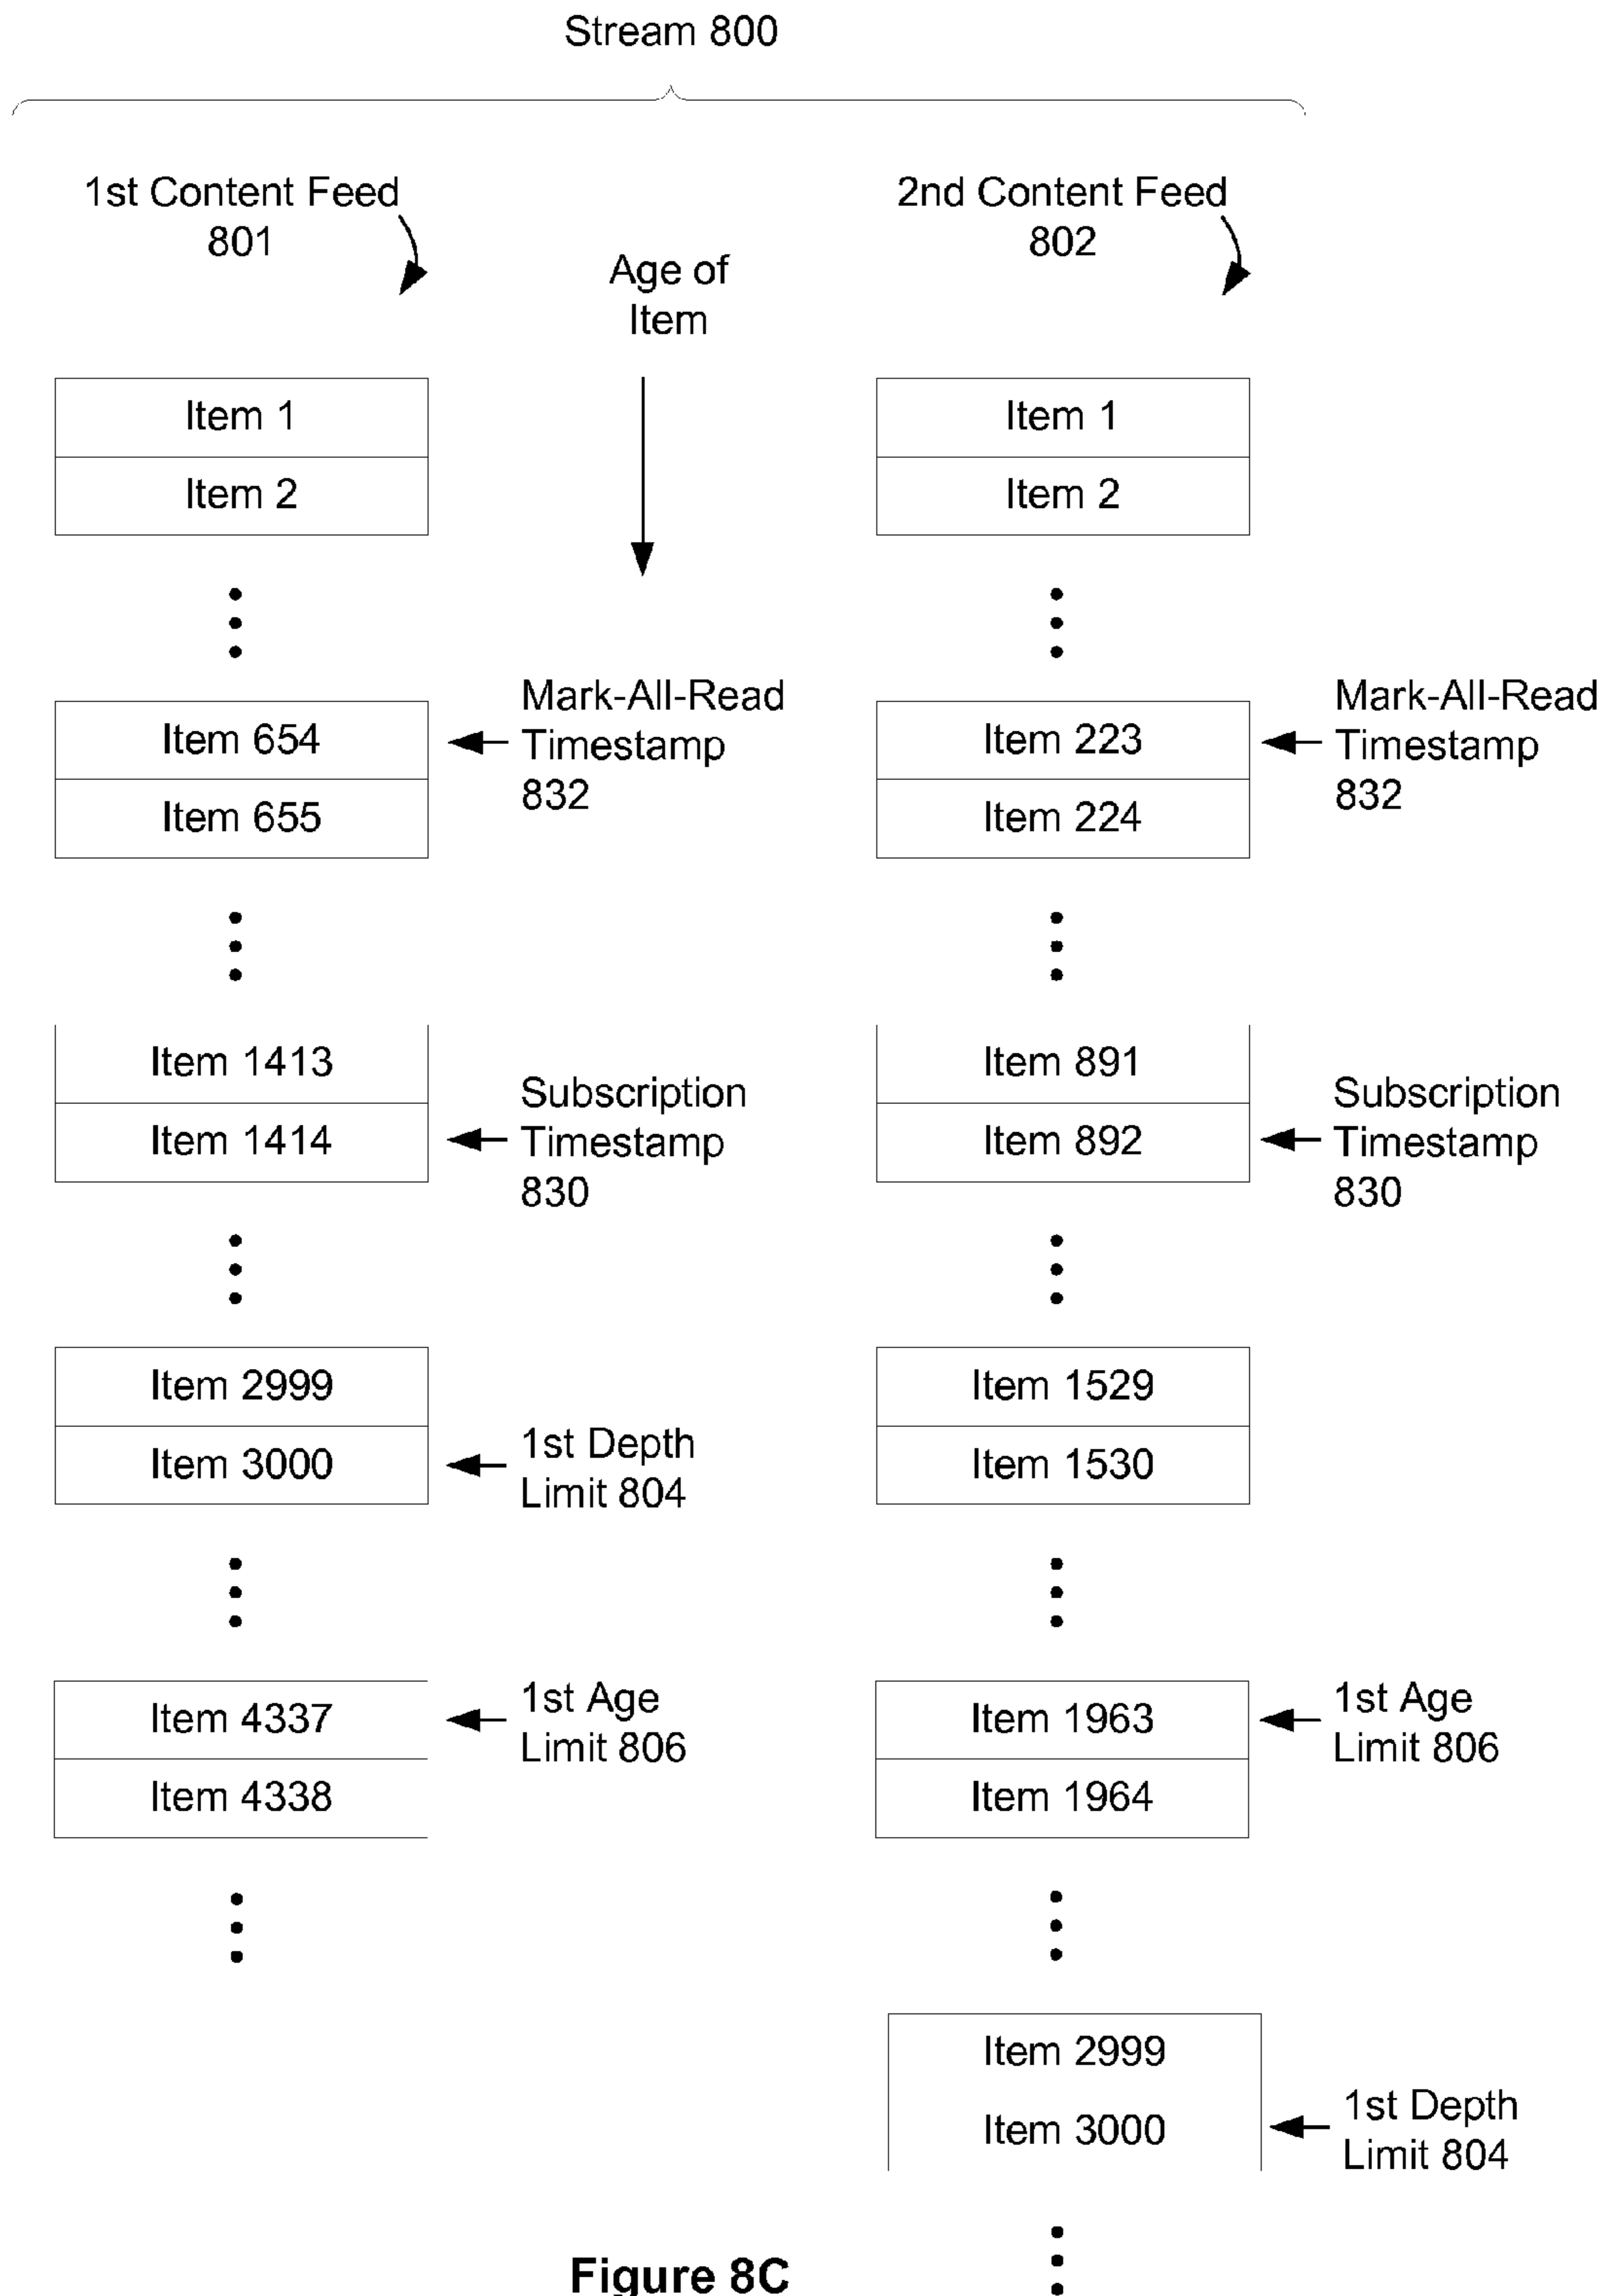 Stream 800
1st Content Feed
801
2nd Content Feed
802
Age of
Item
Item 1
Item 2
Item 1
Item 2
Item 654
Item 655
Mark-All-Read
Timestamp
832
Item 223
Item 224
Mark-All-Read
Timestamp
832
Item 1413
Item 1414
Subscription
Timestamp
830
Item 891
Item 892
Subscription
Timestamp
830
Item 2999
Item 3000
1st Depth
Limit 804
Item 1529
Item 1530
Item 4337
Item 4338
1st Age
Limit 806
Item 1963
Item 1964
1st Age
Limit 806
Item 2999
Item 3000
1st Depth
Limit 804
Figure 8C